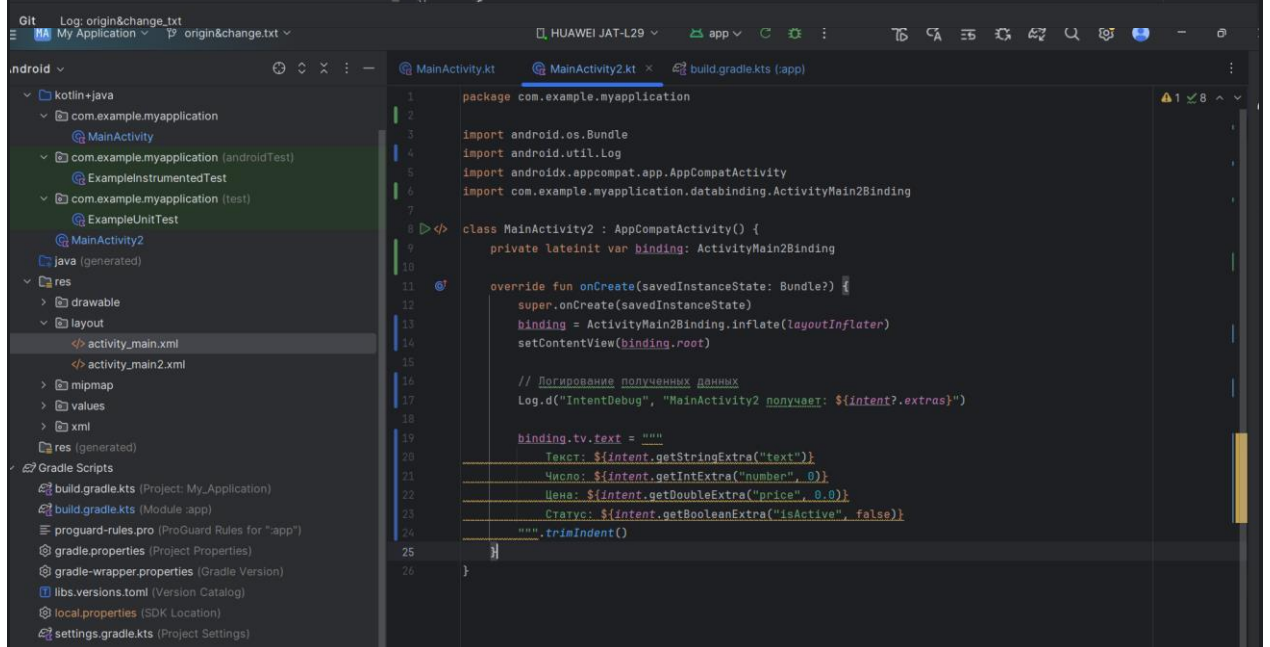 Git Log: origin&change_txt
MA My Application origin&change.txt HUAWEI JAT-L29 app
Android
MainActivity.kt MainActivity2.kt build.gradle.kts (:app)
kotlin+java
com.example.myapplication
MainActivity
com.example.myapplication (androidTest)
ExampleInstrumentedTest
com.example.myapplication (test)
ExampleUnitTest
MainActivity2
java (generated)
res
drawable
layout
activity_main.xml
activity_main2.xml
mipmap
values
xml
res (generated)
Gradle Scripts
build.gradle.kts (Project: My_Application)
build.gradle.kts (Module :app)
proguard-rules.pro (ProGuard Rules for ":app")
gradle.properties (Project Properties)
gradle-wrapper.properties (Gradle Version)
libs.versions.toml (Version Catalog)
local.properties (SDK Location)
settings.gradle.kts (Project Settings)
1 package com.example.myapplication
2
3 import android.os.Bundle
4 import android.util.Log
5 import androidx.appcompat.app.AppCompatActivity
6 import com.example.myapplication.databinding.ActivityMain2Binding
7
8 class MainActivity2 : AppCompatActivity() {
9 private lateinit var binding: ActivityMain2Binding
10
11 override fun onCreate(savedInstanceState: Bundle?) {
12 super.onCreate(savedInstanceState)
13 binding = ActivityMain2Binding.inflate(layoutInflater)
14 setContentView(binding.root)
15
16 // Логирование полученных данных
17 Log.d("IntentDebug", "MainActivity2 получает: ${intent?.extras}")
18
19 binding.tv.text = """
20 Текст: ${intent.getStringExtra("text")}
21 Число: ${intent.getIntExtra("number", 0)}
22 Цена: ${intent.getDoubleExtra("price", 0.0)}
23 Статус: ${intent.getBooleanExtra("isActive", false)}
24 """.trimIndent()
25 }
26 }
1 8